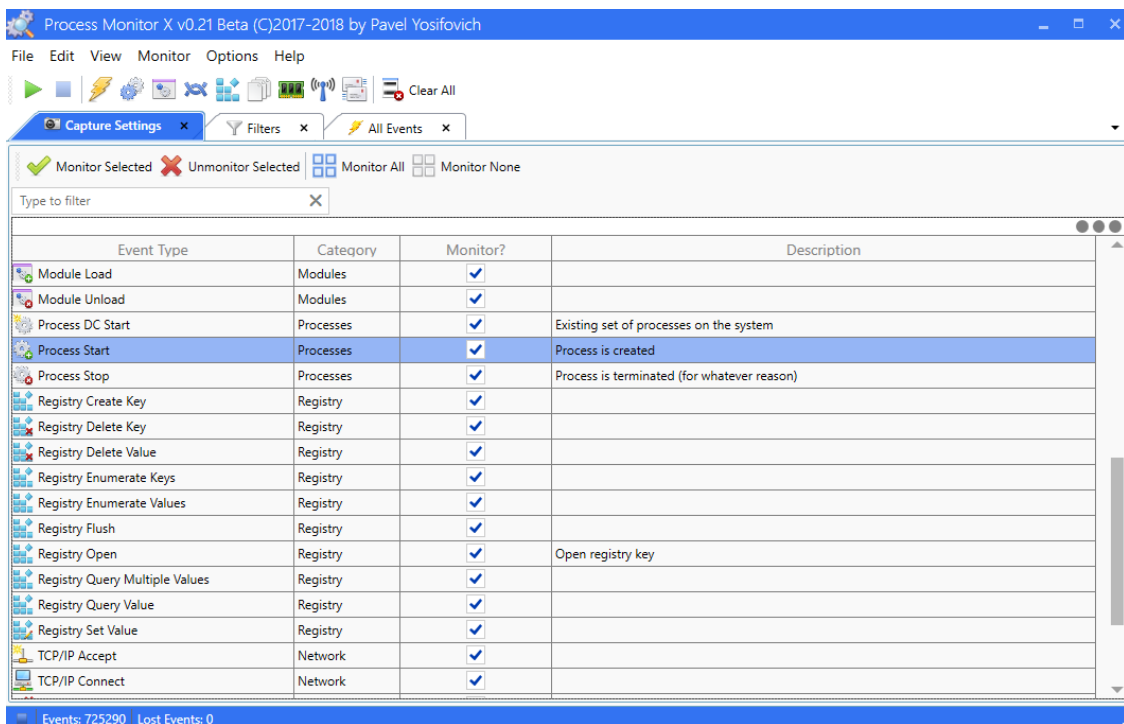 Process Monitor X v0.21 Beta (C)2017-2018 by Pavel Yosifovich
File Edit View Monitor Options Help
Clear All
Capture Settings x Filters x All Events x
Monitor Selected Unmonitor Selected Monitor All Monitor None
Type to filter
Event Type Category Monitor? Description
Module Load Modules
Module Unload Modules
Process DC Start Processes Existing set of processes on the system
Process Start Processes Process is created
Process Stop Processes Process is terminated (for whatever reason)
Registry Create Key Registry
Registry Delete Key Registry
Registry Delete Value Registry
Registry Enumerate Keys Registry
Registry Enumerate Values Registry
Registry Flush Registry
Registry Open Registry Open registry key
Registry Query Multiple Values Registry
Registry Query Value Registry
Registry Set Value Registry
TCP/IP Accept Network
TCP/IP Connect Network
Events: 725290 Lost Events: 0